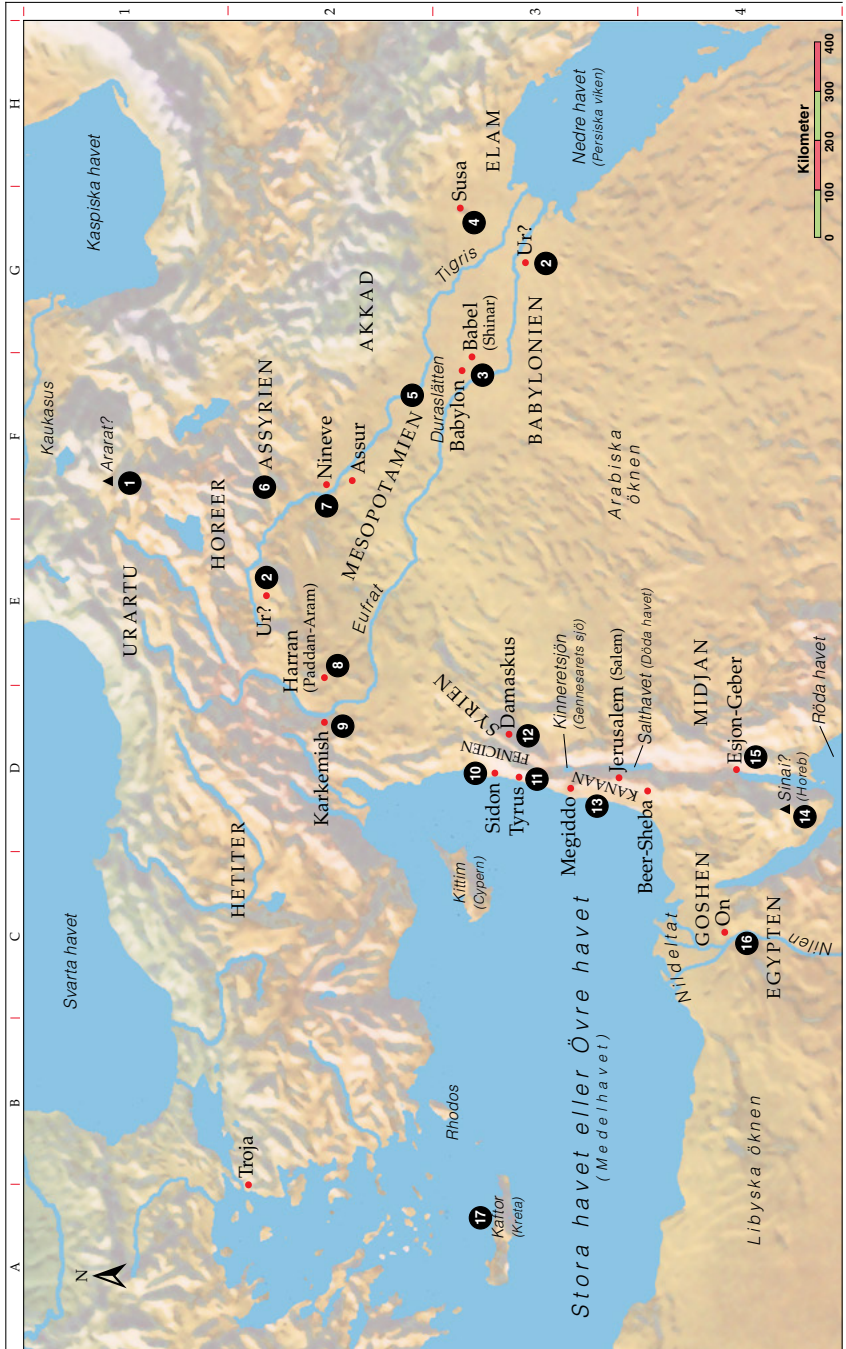 A
B
C
D
E
F
G
H
1
2
3
4
N
Svarta havet
Kaukasus
Kaspiska havet
Ararat?
1
URARTU
Troja
HETITER
HOREER
6
ASSYRIEN
Ur?
2
AKKAD
Karkemish
9
Harran
(Paddan-Aram)
8
7
Nineve
Assur
MESOPOTAMIEN
5
Eufrat
Tigris
Duraslätten
Susa
4
ELAM
Babylon
Babel
(Shinar)
3
Ur?
2
BABYLONIEN
Nedre havet
(Persiska viken)
Rhodos
17
Kaftor
(Kreta)
Kittim
(Cypern)
Stora havet eller Övre havet
(Medelhavet)
10
Sidon
FENICIEN
SYRIEN
Damaskus
12
Tyrus
11
Kinneretsjön
(Gennesarets sjö)
Megiddo
13
KANAAN
Jerusalem (Salem)
Salthavet (Döda havet)
Beer-Sheba
Arabiska
öknen
Nildeltat
GOSHEN
On
16
EGYPTEN
Nilen
Libyska öknen
MIDJAN
Esjon-Geber
15
Sinai?
(Horeb)
14
Röda havet
Kilometer
0 100 200 300 400